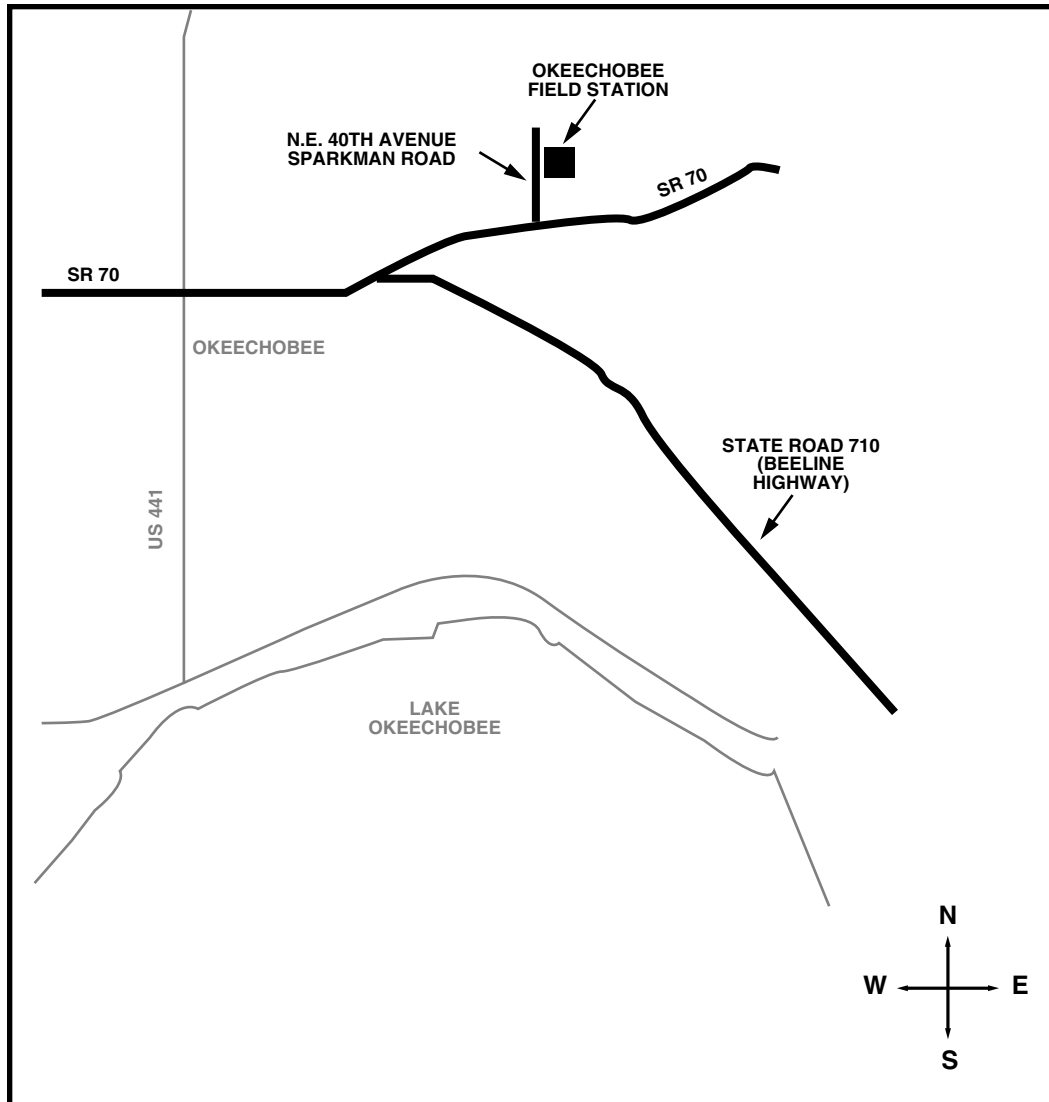 OKEECHOBEE
FIELD STATION
N.E. 40TH AVENUE
SPARKMAN ROAD
SR 70
SR 70
OKEECHOBEE
STATE ROAD 710
(BEELINE
HIGHWAY)
US 441
LAKE
OKEECHOBEE
N
W
E
S